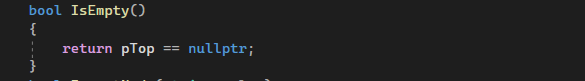 bool IsEmpty()
{
    return pTop == nullptr;
}